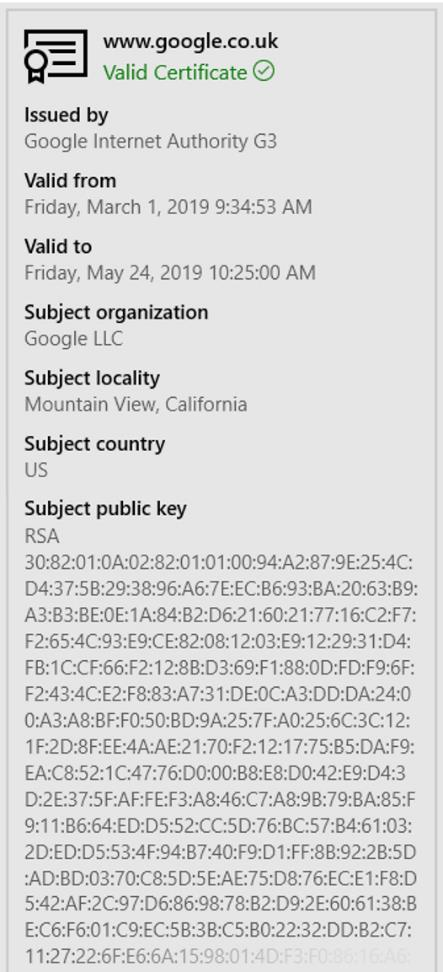 www.google.co.uk
Valid Certificate
Issued by
Google Internet Authority G3
Valid from
Friday, March 1, 2019 9:34:53 AM
Valid to
Friday, May 24, 2019 10:25:00 AM
Subject organization
Google LLC
Subject locality
Mountain View, California
Subject country
US
Subject public key
RSA
30:82:01:0A:02:82:01:01:00:94:A2:87:9E:25:4C:
D4:37:5B:29:38:96:A6:7E:EC:B6:93:BA:20:63:B9:
A3:B3:BE:0E:1A:84:B2:D6:21:60:21:77:16:C2:F7:
F2:65:4C:93:E9:CE:82:08:12:03:E9:12:29:31:D4:
FB:1C:CF:66:F2:12:8B:D3:69:F1:88:0D:FD:F9:6F:
F2:43:4C:E2:F8:83:A7:31:DE:0C:A3:DD:DA:24:0
0:A3:A8:BF:F0:50:BD:9A:25:7F:A0:25:6C:3C:12:
1F:2D:8F:EE:4A:AE:21:70:F2:12:17:75:B5:DA:F9:
EA:C8:52:1C:47:76:D0:00:B8:E8:D0:42:E9:D4:3
D:2E:37:5F:AF:FE:F3:A8:46:C7:A8:9B:79:BA:85:F
9:11:B6:64:ED:D5:52:CC:5D:76:BC:57:B4:61:03:
2D:ED:D5:53:4F:94:B7:40:F9:D1:FF:8B:92:2B:5D
:AD:BD:03:70:C8:5D:5E:AE:75:D8:76:EC:E1:F8:D
5:42:AF:2C:97:D6:86:98:78:B2:D9:2E:60:61:38:B
E:C6:F6:01:C9:EC:5B:3B:C5:B0:22:32:DD:B2:C7:
11:27:22:6F:E6:6A:15:98:01:4D:F3:F0:86:16:A6: